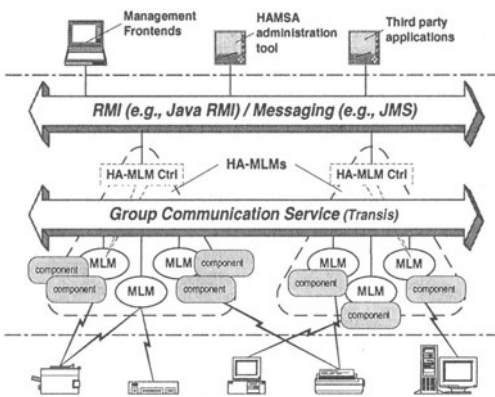 Management
Frontends
HAMSA
administration
tool
Third party
applications
RMI (e.g., Java RMI) / Messaging (e.g., JMS)
HA-MLMs
HA-MLM Ctrl
HA-MLM Ctrl
Group Communication Service (Transis)
MLM
MLM
MLM
MLM
component
component
component
component
component
component
MLM
MLM
component
component